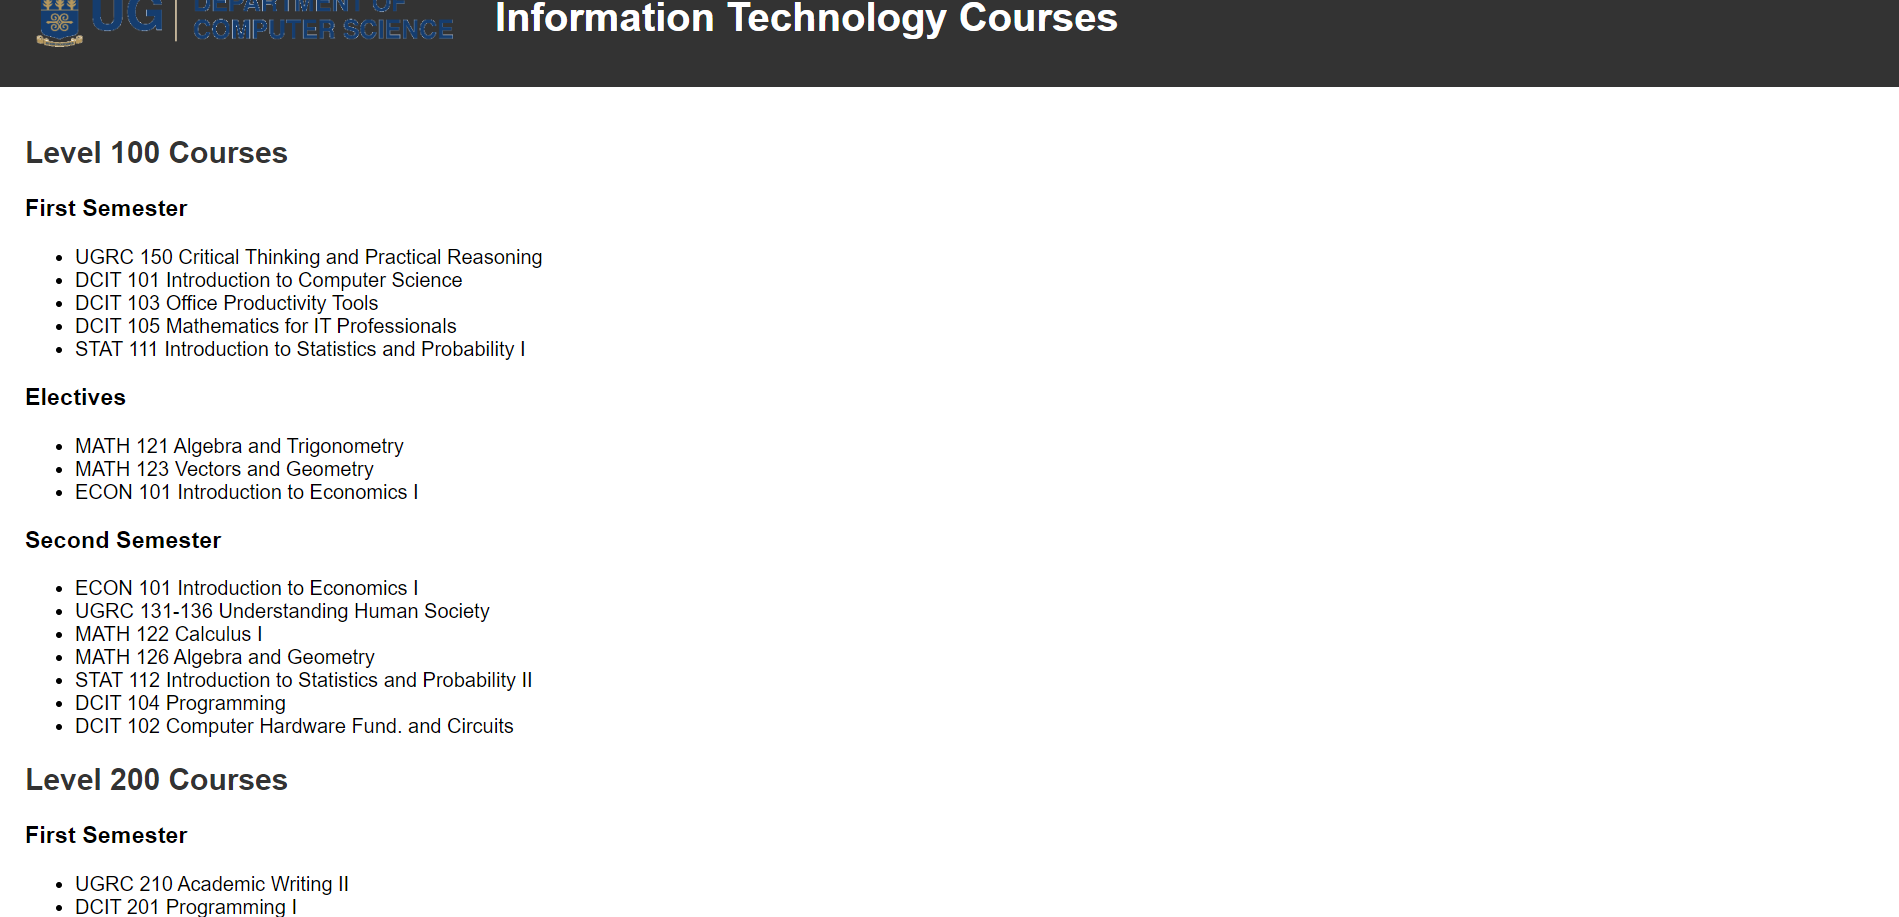 UG
DEPARTMENT OF
COMPUTER SCIENCE
Information Technology Courses
Level 100 Courses
First Semester
UGRC 150 Critical Thinking and Practical Reasoning
DCIT 101 Introduction to Computer Science
DCIT 103 Office Productivity Tools
DCIT 105 Mathematics for IT Professionals
STAT 111 Introduction to Statistics and Probability I
Electives
MATH 121 Algebra and Trigonometry
MATH 123 Vectors and Geometry
ECON 101 Introduction to Economics I
Second Semester
ECON 101 Introduction to Economics I
UGRC 131-136 Understanding Human Society
MATH 122 Calculus I
MATH 126 Algebra and Geometry
STAT 112 Introduction to Statistics and Probability II
DCIT 104 Programming
DCIT 102 Computer Hardware Fund. and Circuits
Level 200 Courses
First Semester
UGRC 210 Academic Writing II
DCIT 201 Programming I